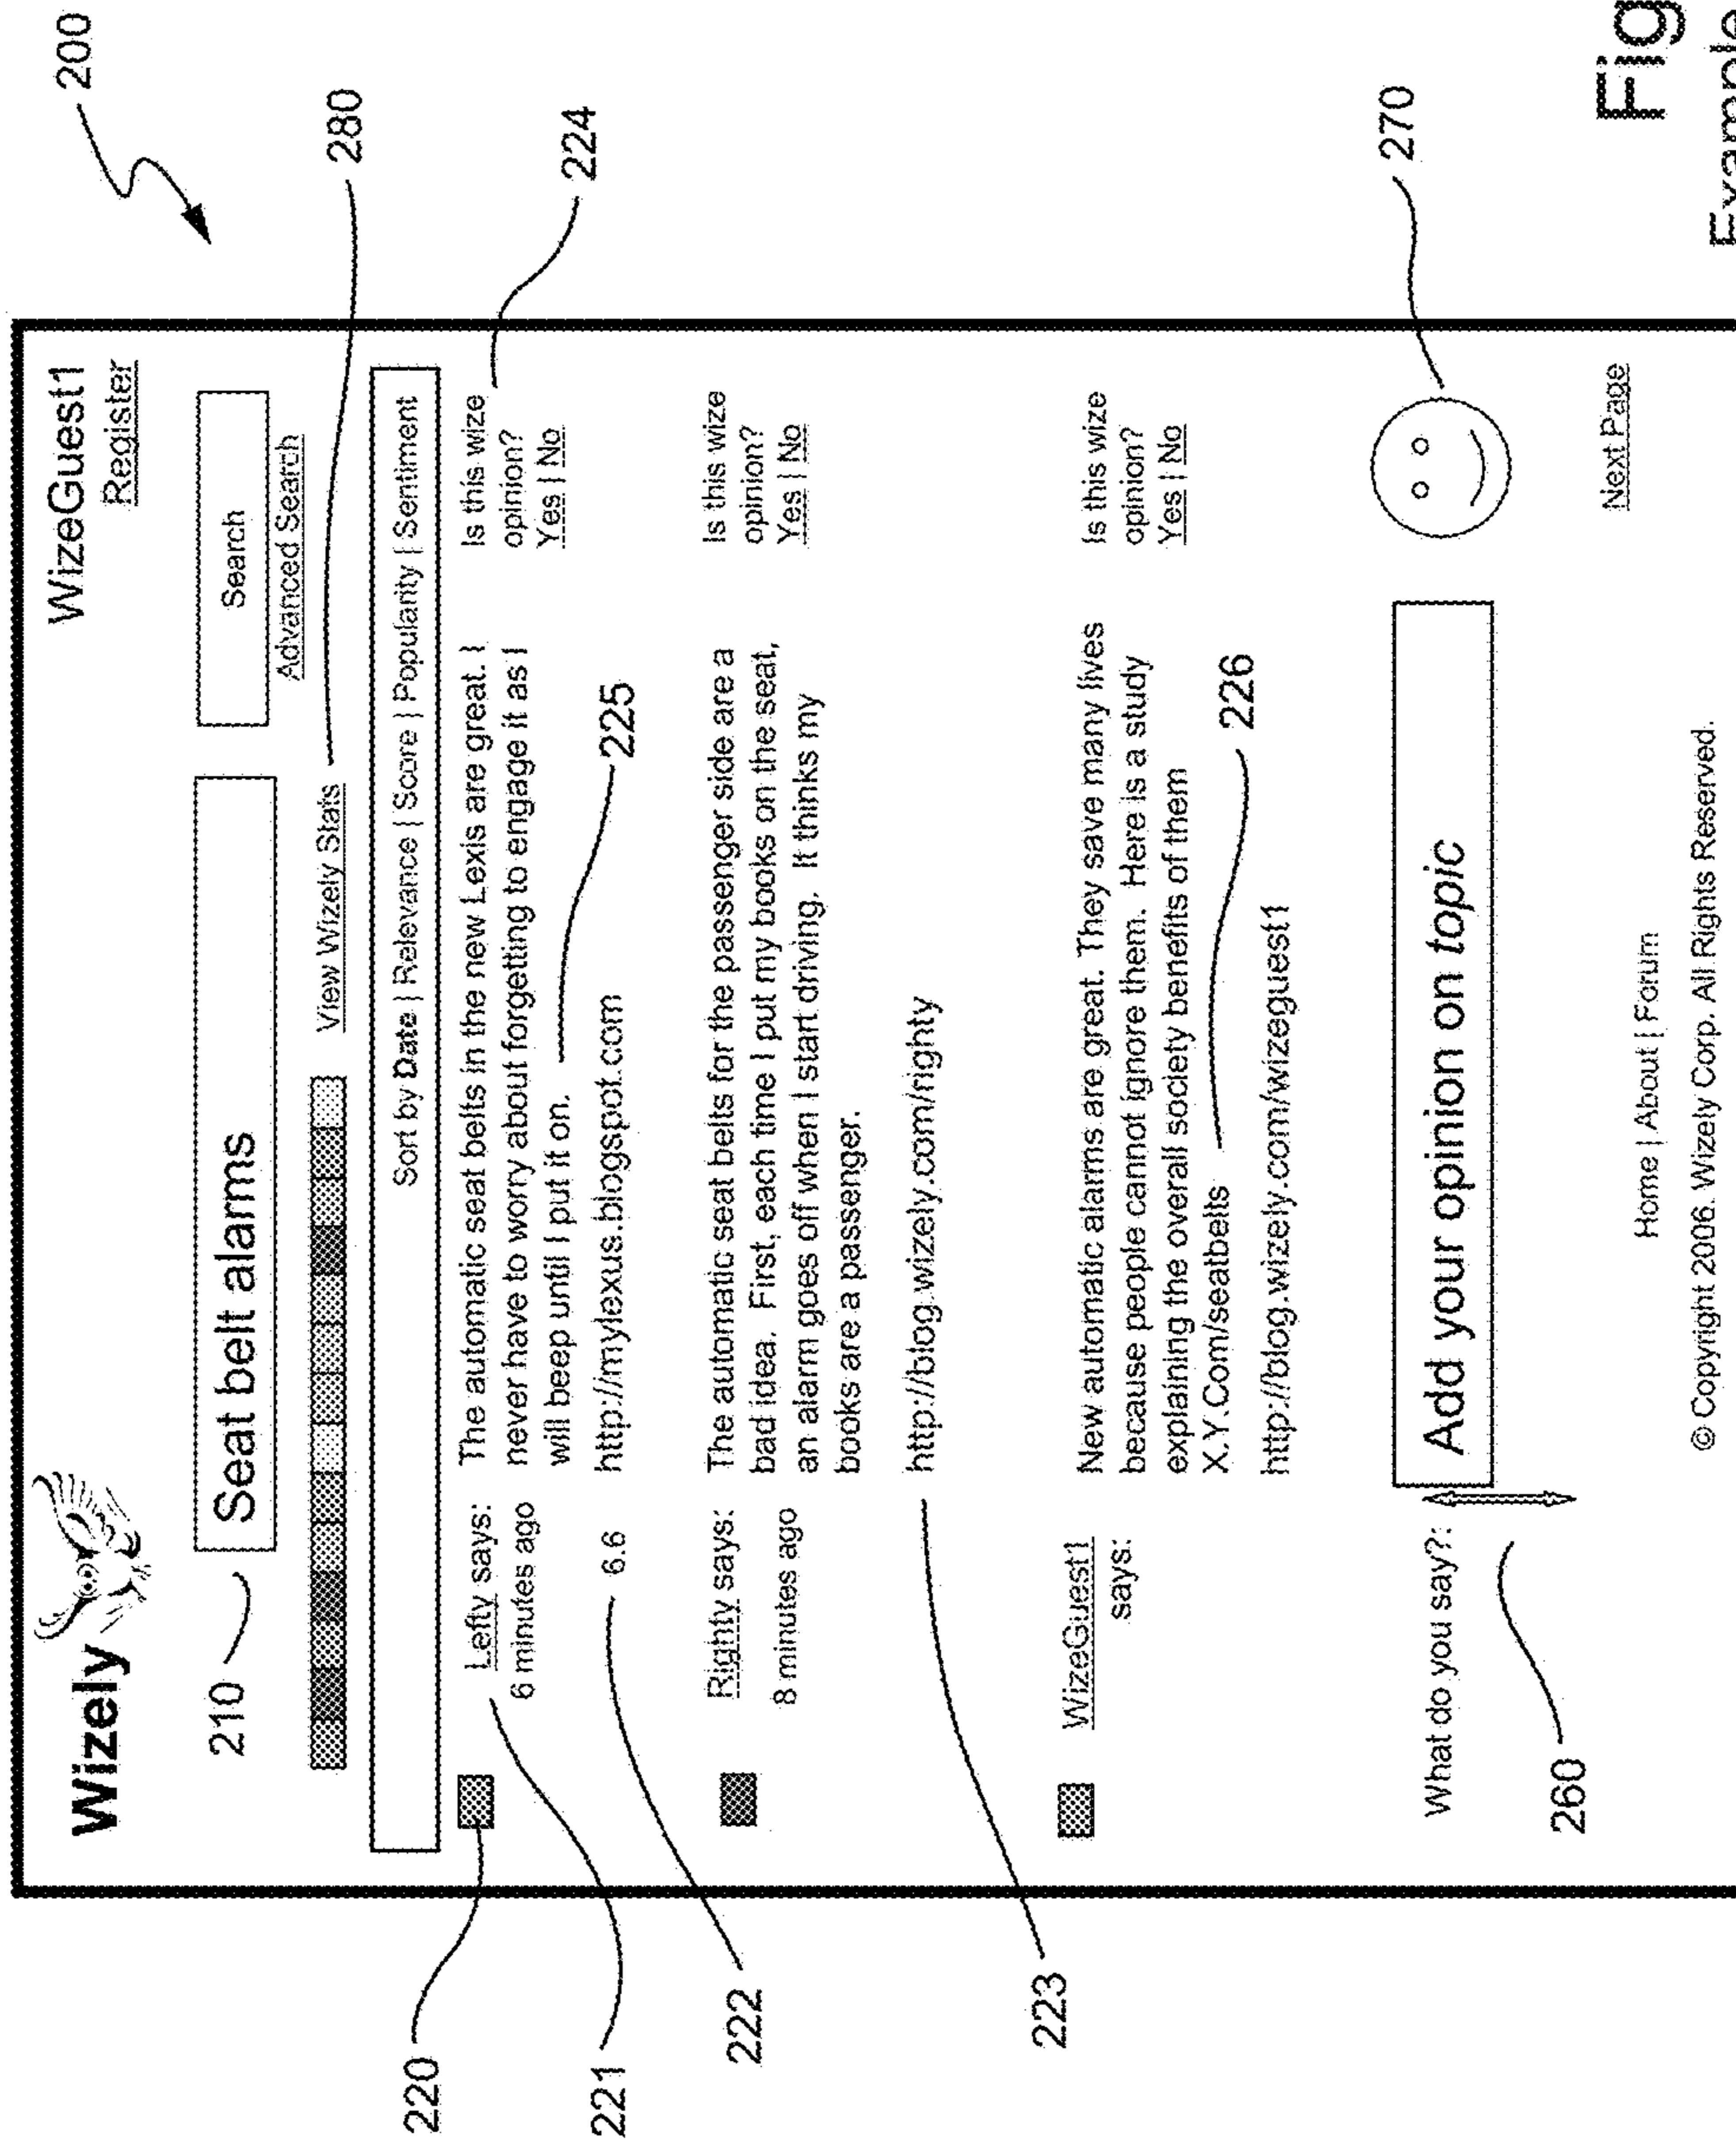 200
Wizely
WizeGuest1
Register
210
Seat belt alarms
Search
Advanced Search
View Wizely Stats
280
Sort by Date | Relevance | Score | Popularity | Sentiment
220
221
Lefty says:
6 minutes ago
222
6.6
The automatic seat belts in the new Lexis are great. I
never have to worry about forgetting to engage it as I
will beep until I put it on.
225
http://mylexus.blogspot.com
Is this wize
opinion?
Yes | No
224
Righty says:
8 minutes ago
The automatic seat belts for the passenger side are a
bad idea. First, each time I put my books on the seat,
an alarm goes off when I start driving. It thinks my
books are a passenger.
223
http://blog.wizely.com/righty
Is this wize
opinion?
Yes | No
WizeGuest1
says:
New automatic alarms are great. They save many lives
because people cannot ignore them. Here is a study
explaining the overall society benefits of them
X.Y.Com/seatbelts
226
http://blog.wizely.com/wizeguest1
Is this wize
opinion?
Yes | No
What do you say?:
260
Add your opinion on topic
270
Next Page
Home | About | Forum
© Copyright 2006. Wizely Corp. All Rights Reserved.
Fig
Example